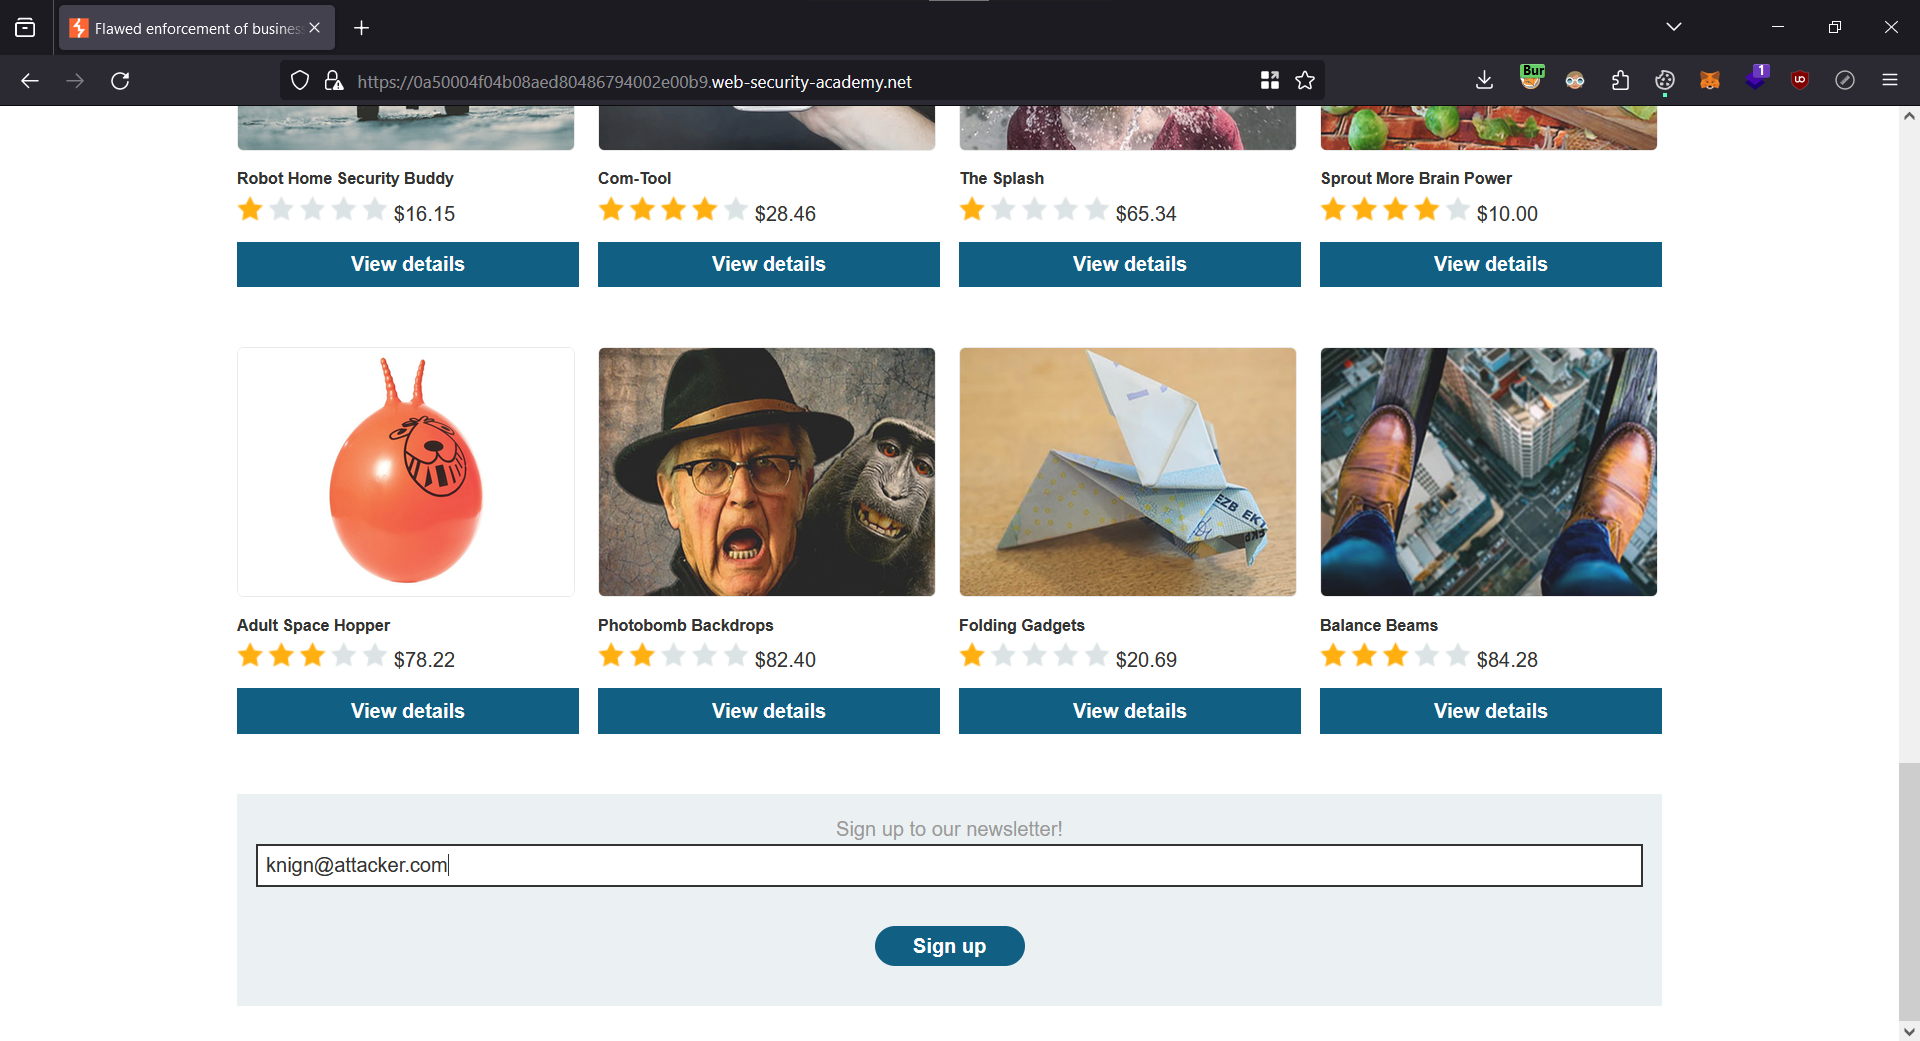 Flawed enforcement of busines
https://0a50004f04b08aed80486794002e00b9.web-security-academy.net
Bur
1
UD
Robot Home Security Buddy
Com-Tool
The Splash
Sprout More Brain Power
$16.15
$28.46
$65.34
$10.00
View details
View details
View details
View details
EZB EK
Adult Space Hopper
Photobomb Backdrops
Folding Gadgets
Balance Beams
$78.22
$82.40
$20.69
$84.28
View details
View details
View details
View details
Sign up to our newsletter!
knign@attacker.com
Sign up